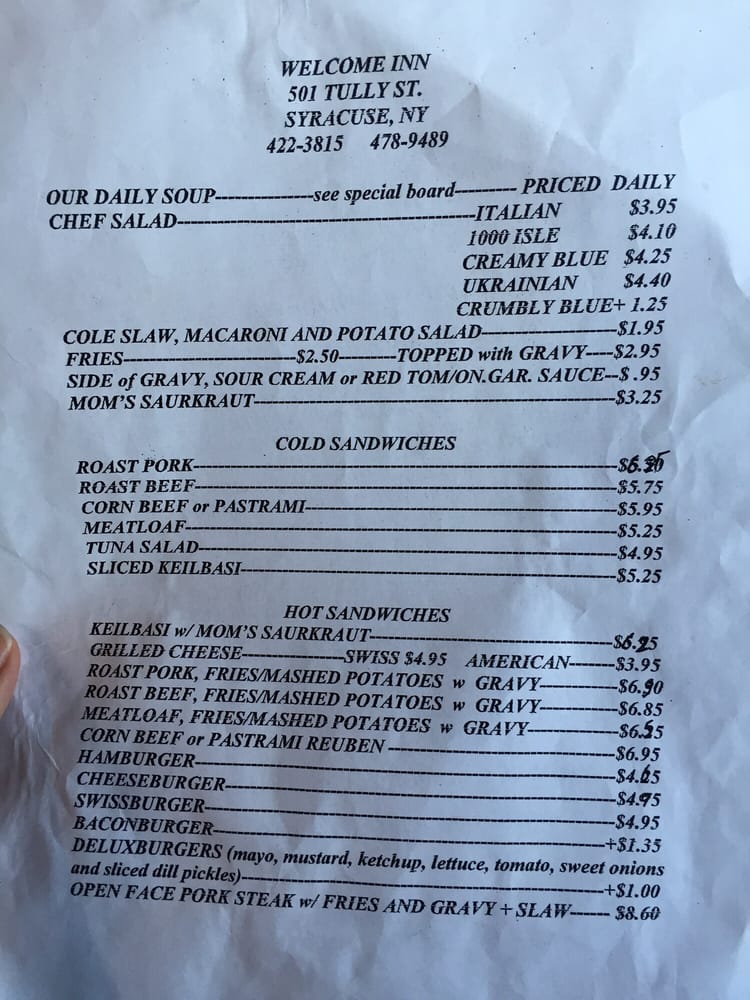 WELCOME INN
501 TULLY ST.
SYRACUSE, NY
422-3815 478-9489
OUR DAILY SOUP---------------see special board---------- PRICED DAILY
CHEF SALAD---------------------------------------------ITALIAN $3.95
1000 ISLE $4.10
CREAMY BLUE $4.25
UKRAINIAN $4.40
CRUMBLY BLUE+ 1.25
COLE SLAW, MACARONI AND POTATO SALAD--------------------$1.95
FRIES--------------------------$2.50---------TOPPED with GRAVY----$2.95
SIDE of GRAVY, SOUR CREAM or RED TOM/ON.GAR. SAUCE--$ .95
MOM'S SAURKRAUT------------------------------------------------------$3.25
COLD SANDWICHES
ROAST PORK----------------------------------------------------------------
ROAST BEEF----------------------------------------------------------------$5.75
CORN BEEF or PASTRAMI-----------------------------------------------$5.95
MEATLOAF-----------------------------------------------------------------$5.25
TUNA SALAD---------------------------------------------------------------$4.95
SLICED KEILBASI---------------------------------------------------------$5.25
HOT SANDWICHES
KEILBASI w/ MOM'S SAURKRAUT-------------------------------------
GRILLED CHEESE---------------SWISS $4.95 AMERICAN-------$3.95
ROAST PORK, FRIES/MASHED POTATOES w GRAVY-----------$6.90
ROAST BEEF, FRIES/MASHED POTATOES w GRAVY-----------$6.85
MEATLOAF, FRIES/MASHED POTATOES w GRAVY-------------
CORN BEEF or PASTRAMI REUBEN ----------------------------------$6.95
HAMBURGER--------------------------------------------------------------$4.65
CHEESEBURGER----------------------------------------------------------$4.95
SWISSBURGER------------------------------------------------------------$4.95
BACONBURGER----------------------------------------------------------+$1.35
DELUXBURGERS (mayo, mustard, ketchup, lettuce, tomato, sweet onions
and sliced dill pickles)------------------------------------------------------+$1.00
OPEN FACE PORK STEAK w/ FRIES AND GRAVY + SLAW------ $8.60